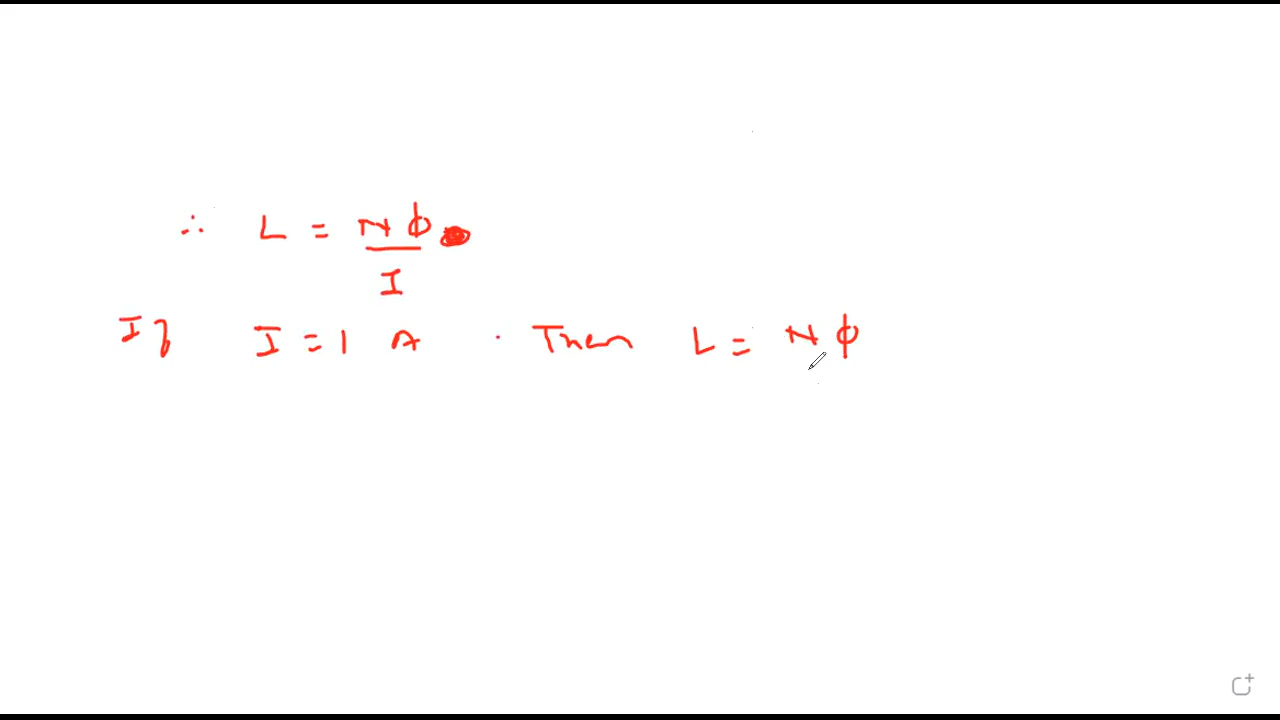 ∴ L = Nϕ
I
If I = 1 A . Then L = Nϕ